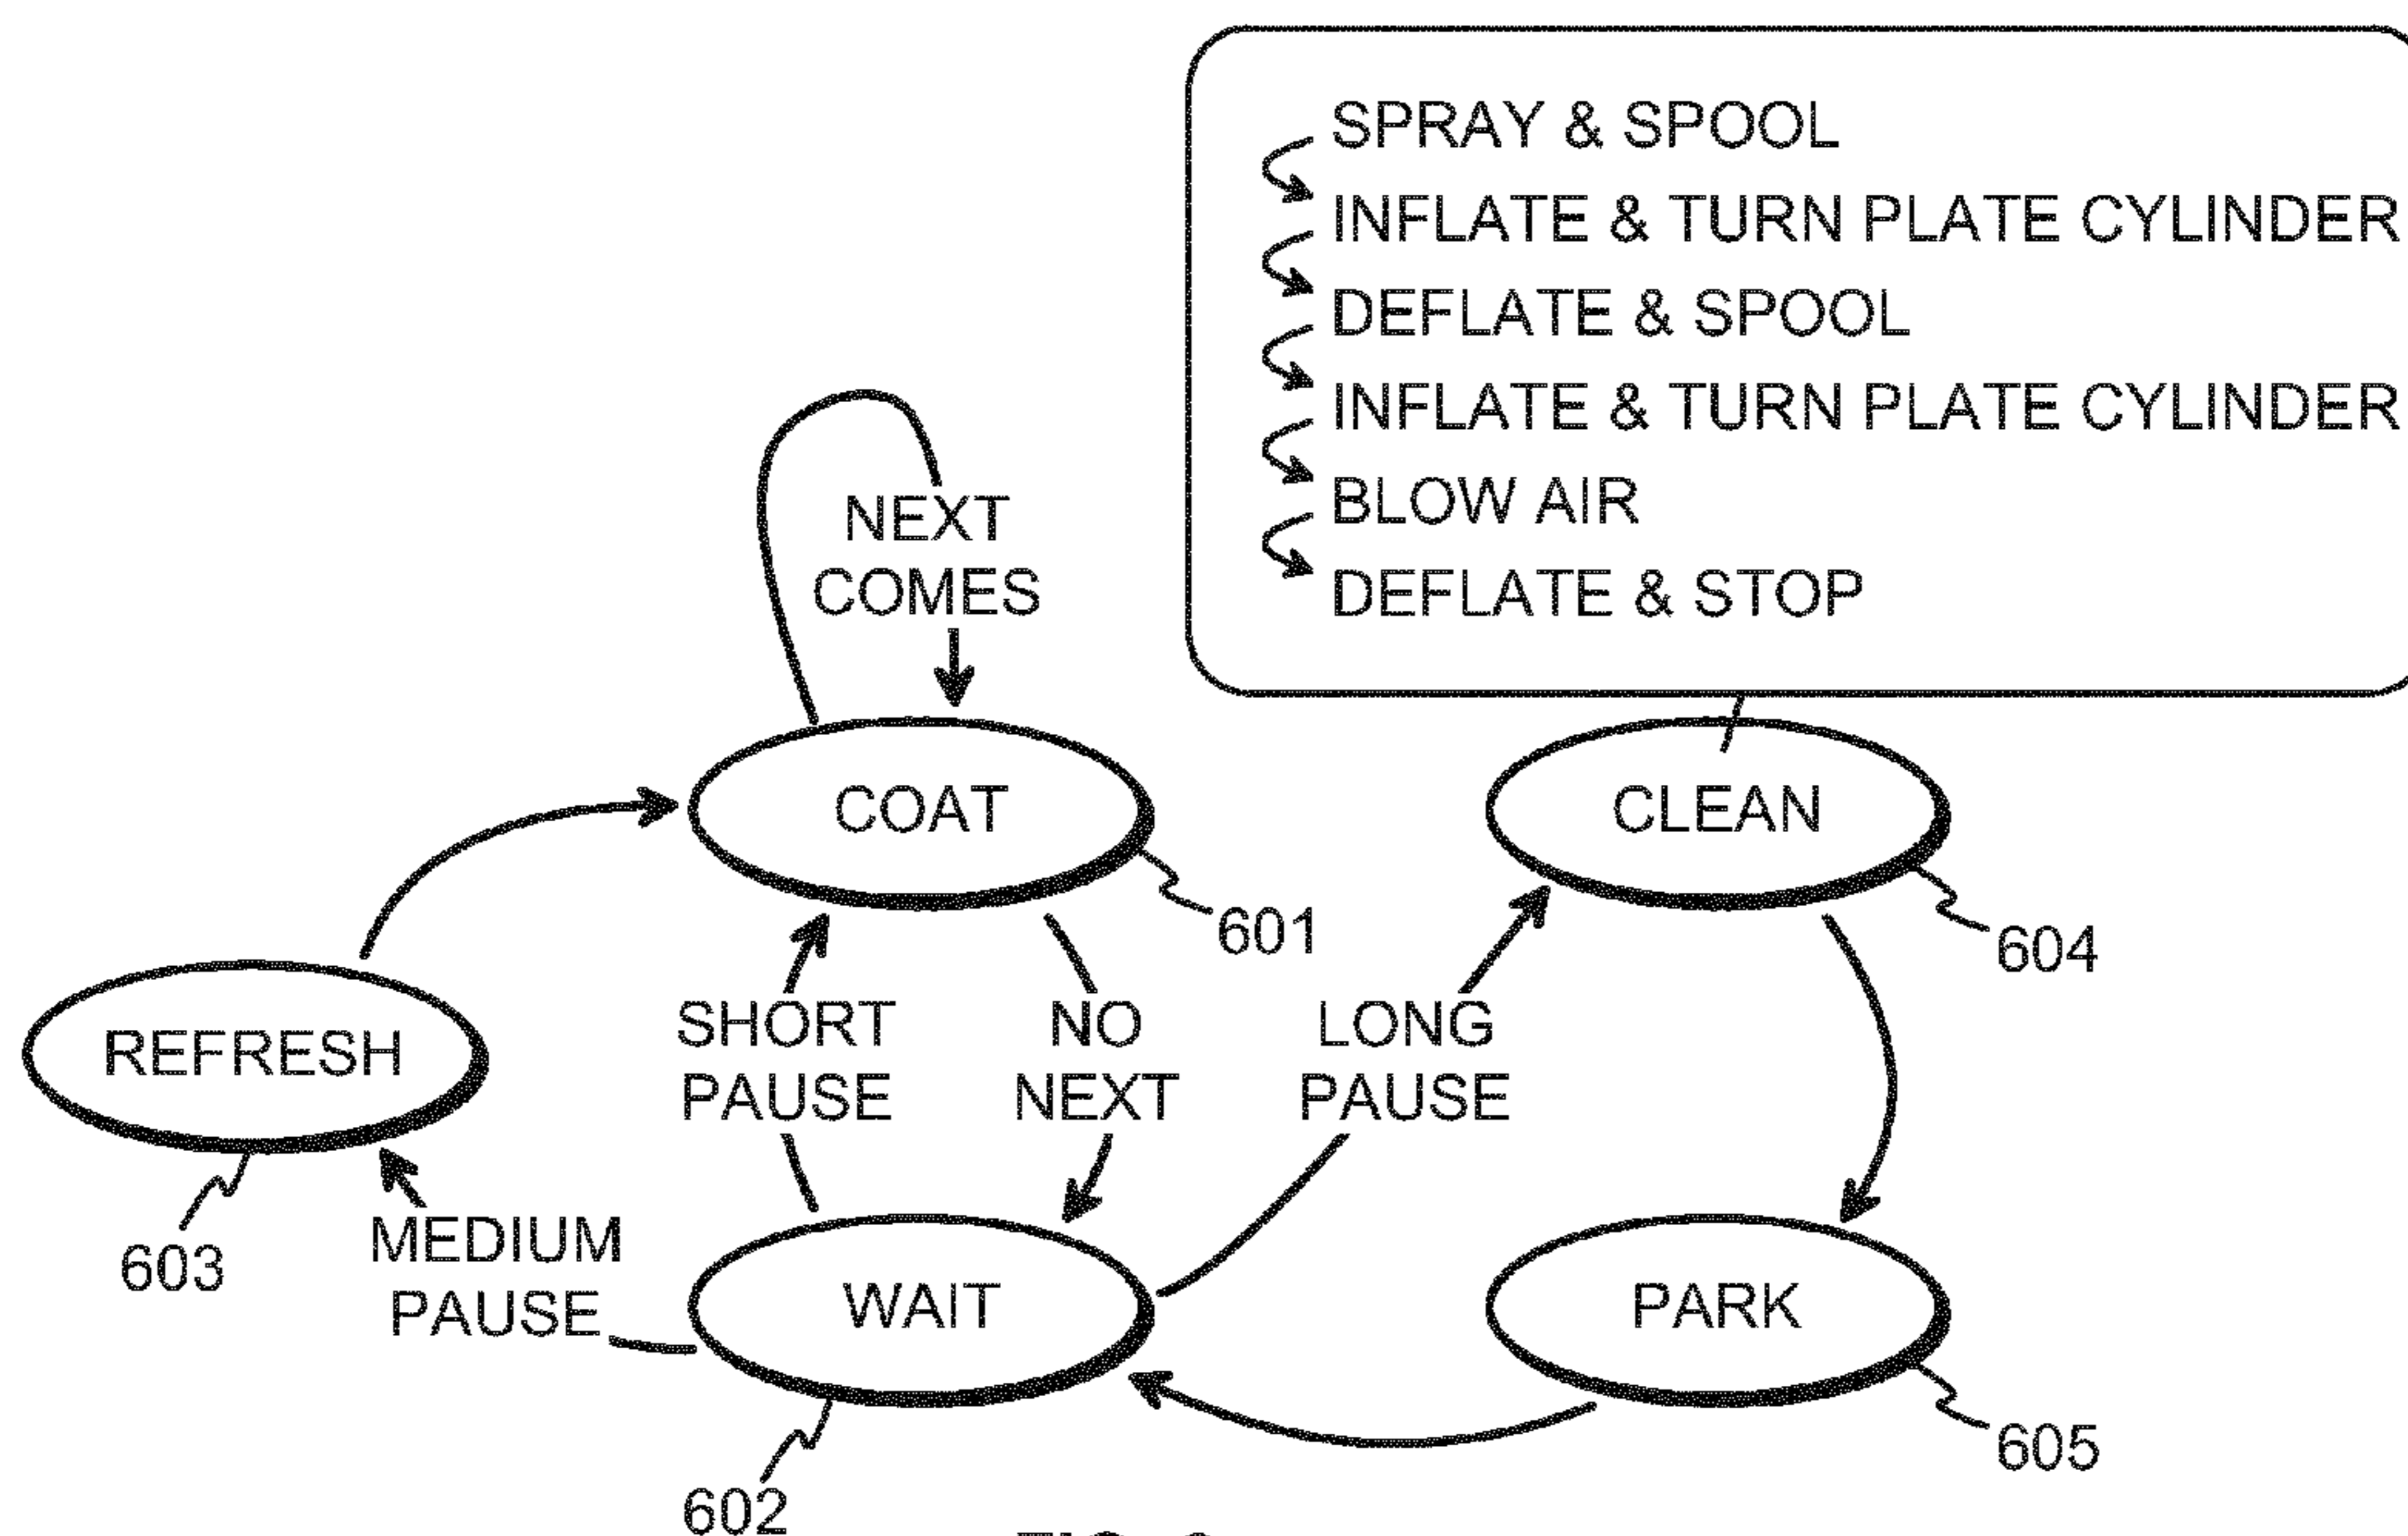 SPRAY & SPOOL
INFLATE & TURN PLATE CYLINDER
DEFLATE & SPOOL
INFLATE & TURN PLATE CYLINDER
BLOW AIR
DEFLATE & STOP
NEXT
COMES
COAT
601
CLEAN
604
REFRESH
603
SHORT
PAUSE
NO
NEXT
LONG
PAUSE
MEDIUM
PAUSE
WAIT
602
PARK
605